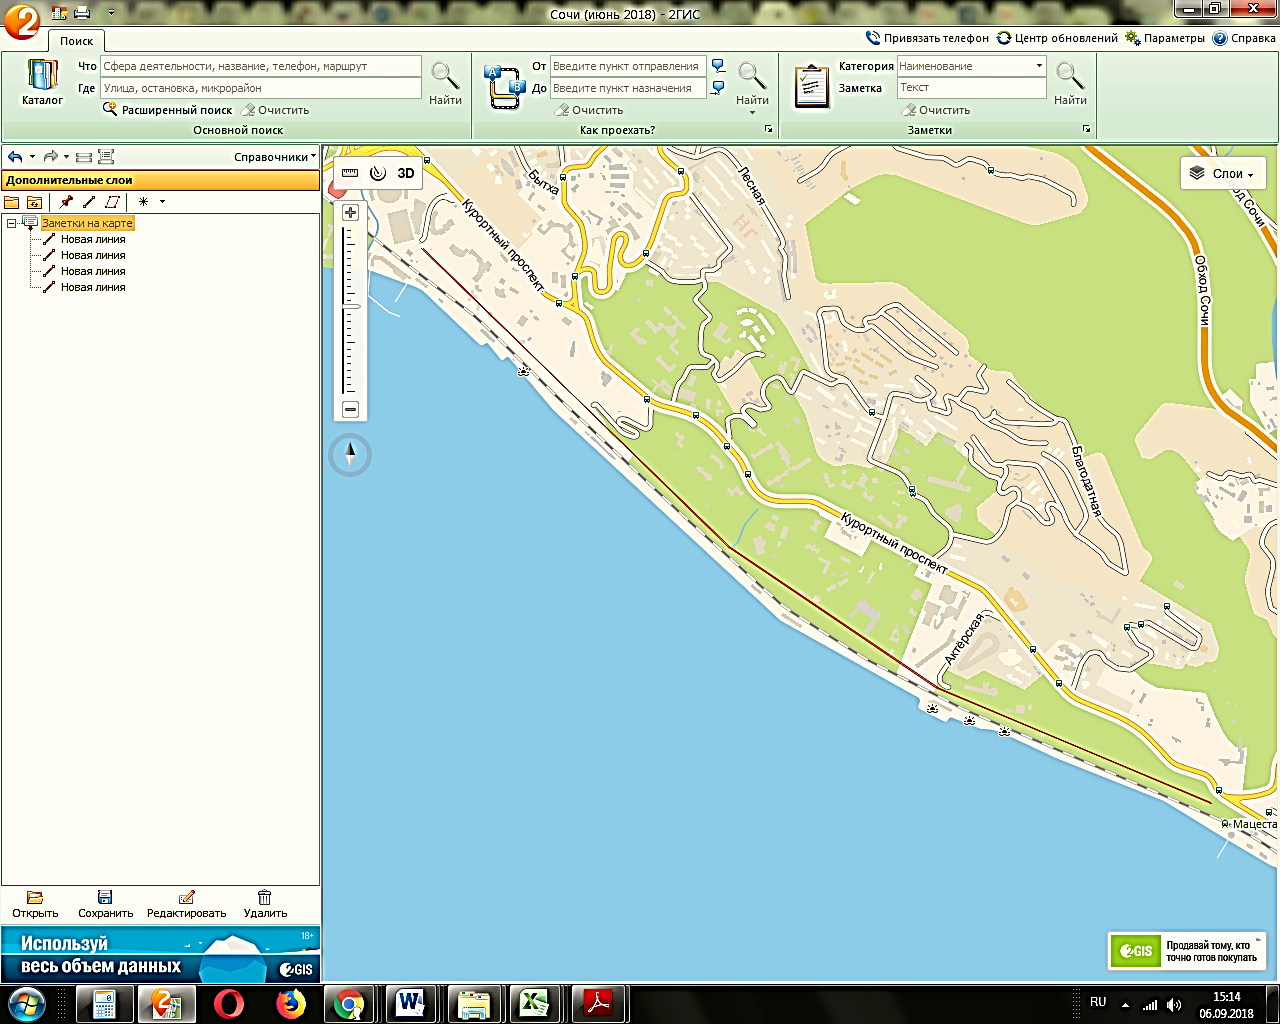 Сочи (июнь 2018) - 2ГИС
Поиск
Привязать телефон Центр обновлений Параметры Справка
Каталог
Что Сфера деятельности, название, телефон, маршрут
Где Улица, остановка, микрорайон
Расширенный поиск Очистить
Найти
Основной поиск
От Введите пункт отправления
До Введите пункт назначения
Очистить
Найти
Как проехать?
Категория Наименование
Заметка Текст
Очистить
Найти
Заметки
Справочники
Дополнительные слои
Заметки на карте
Новая линия
Новая линия
Новая линия
Новая линия
3D
Слои
Бытха
Лесная
Курортный проспект
Обход Сочи
Обход Сочи
Благодатная
Курортный проспект
Актёрская
Мацеста
Открыть Сохранить Редактировать Удалить
Используй
весь объем данных
18+
2GIS
2GIS
Продавай тому, кто
точно готов покупать
RU
15:14
06.09.2018